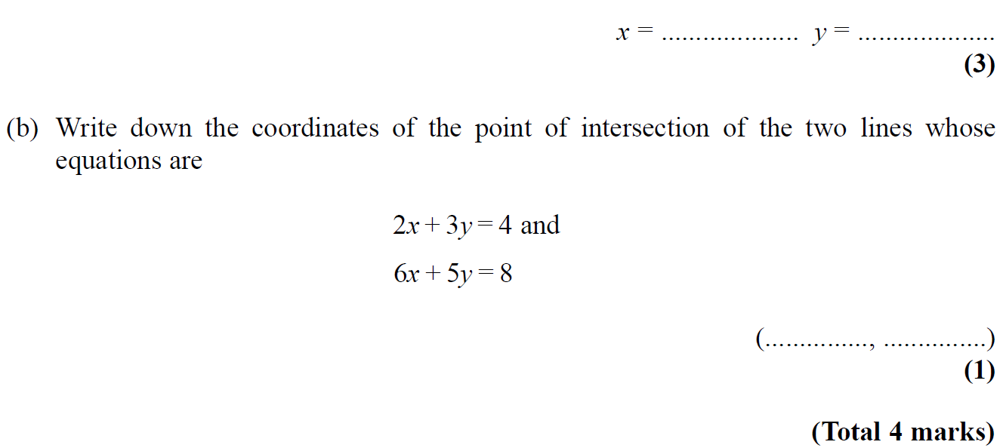 x = .................... y = ....................
(3)
(b) Write down the coordinates of the point of intersection of the two lines whose
equations are
2x + 3y = 4 and
6x + 5y = 8
(..............., ...............)
(1)
(Total 4 marks)